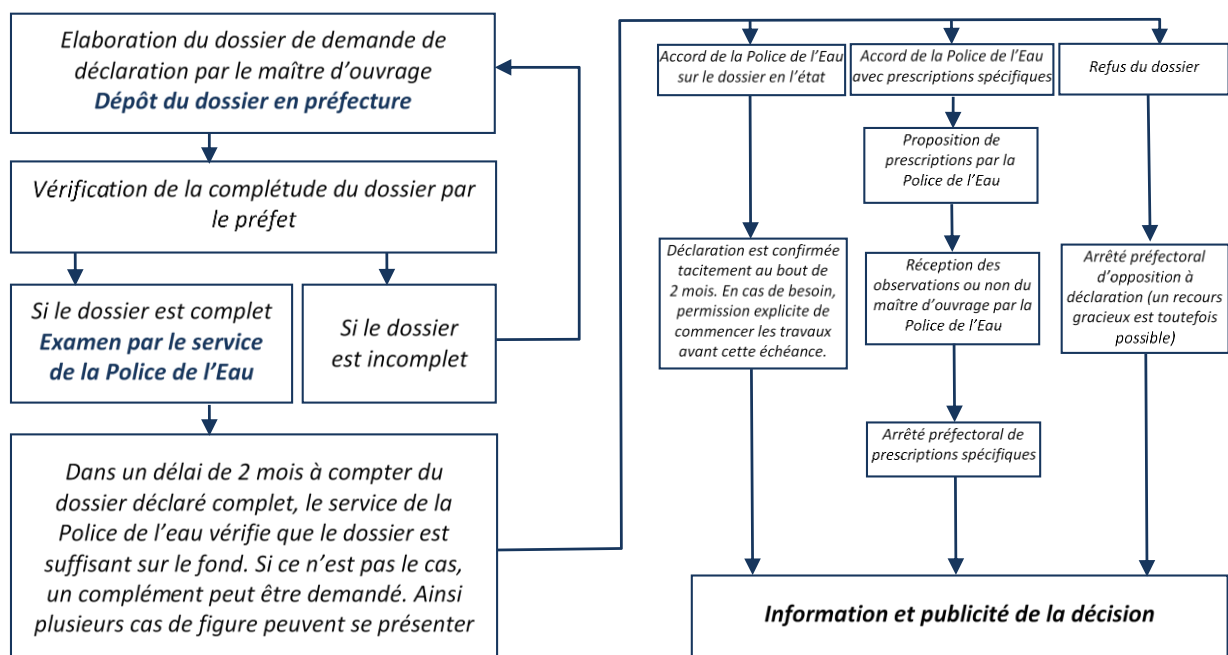 Elaboration du dossier de demande de
déclaration par le maître d’ouvrage
Dépôt du dossier en préfecture
Vérification de la complétude du dossier par
le préfet
Si le dossier est complet
Examen par le service
de la Police de l’Eau
Si le dossier
est incomplet
Dans un délai de 2 mois à compter du
dossier déclaré complet, le service de la
Police de l’eau vérifie que le dossier est
suffisant sur le fond. Si ce n’est pas le cas,
un complément peut être demandé. Ainsi
plusieurs cas de figure peuvent se présenter
Accord de la Police de l’Eau
sur le dossier en l’état
Déclaration est confirmée
tacitement au bout de
2 mois. En cas de besoin,
permission explicite de
commencer les travaux
avant cette échéance.
Accord de la Police de l’Eau
avec prescriptions spécifiques
Proposition de
prescriptions par la
Police de l’Eau
Réception des
observations ou non du
maître d’ouvrage par la
Police de l’Eau
Arrêté préfectoral de
prescriptions spécifiques
Refus du dossier
Arrêté préfectoral
d’opposition à
déclaration (un recours
gracieux est toutefois
possible)
Information et publicité de la décision